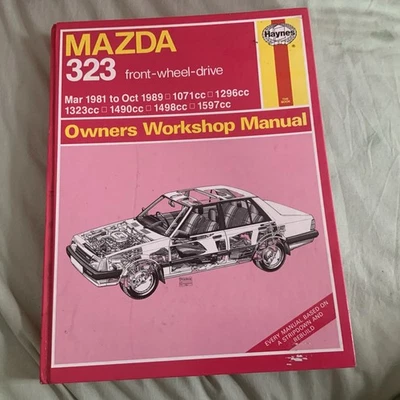 MAZDA
Haynes
323 front-wheel-drive
Mar 1981 to Oct 1989 □ 1071cc □ 1296cc
1323cc □ 1490cc □ 1498cc □ 1597cc
Owners Workshop Manual
EVERY MANUAL BASED ON
A STRIPDOWN AND
REBUILD